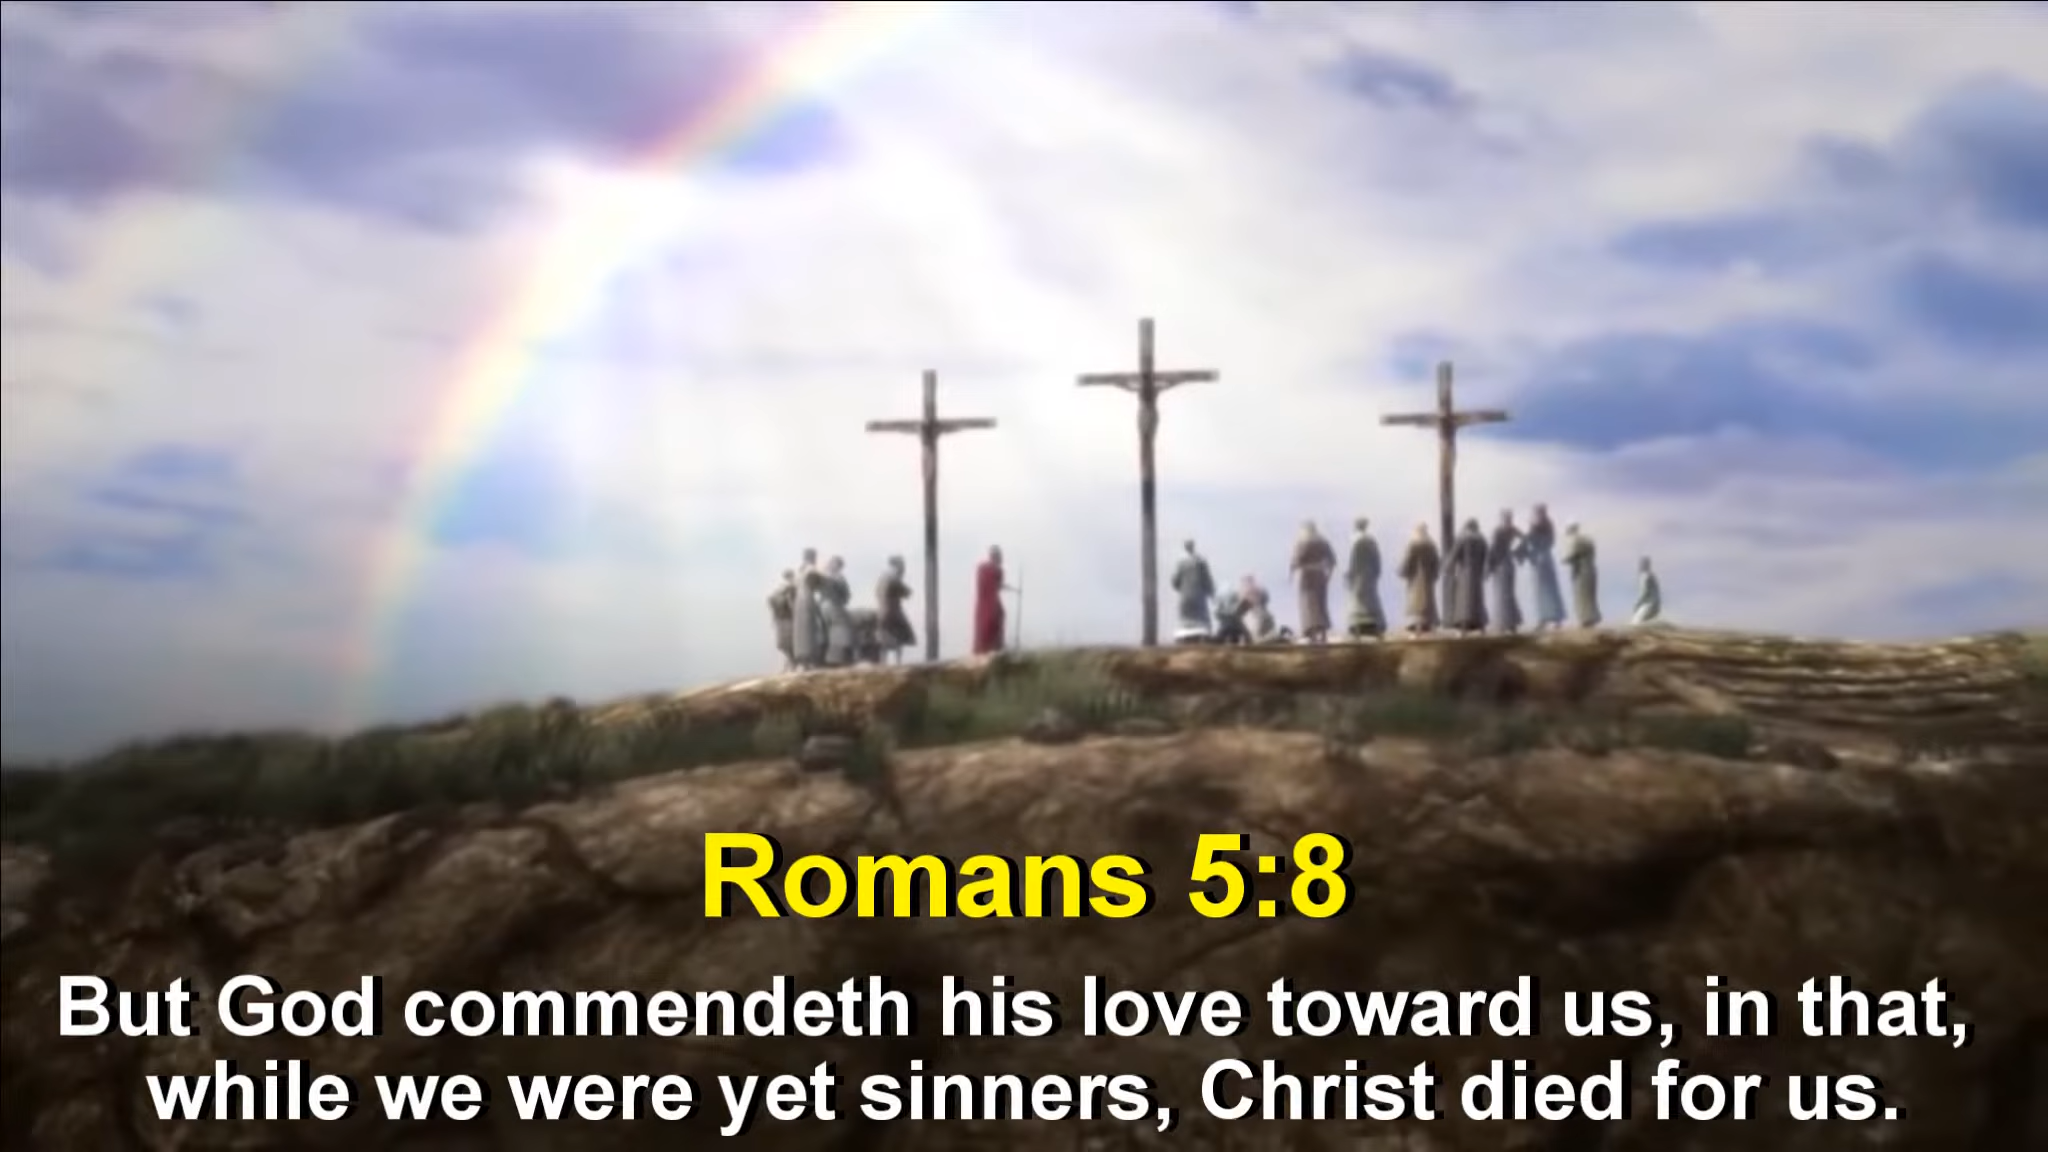 Romans 5:8
But God commendeth his love toward us, in that,
while we were yet sinners, Christ died for us.